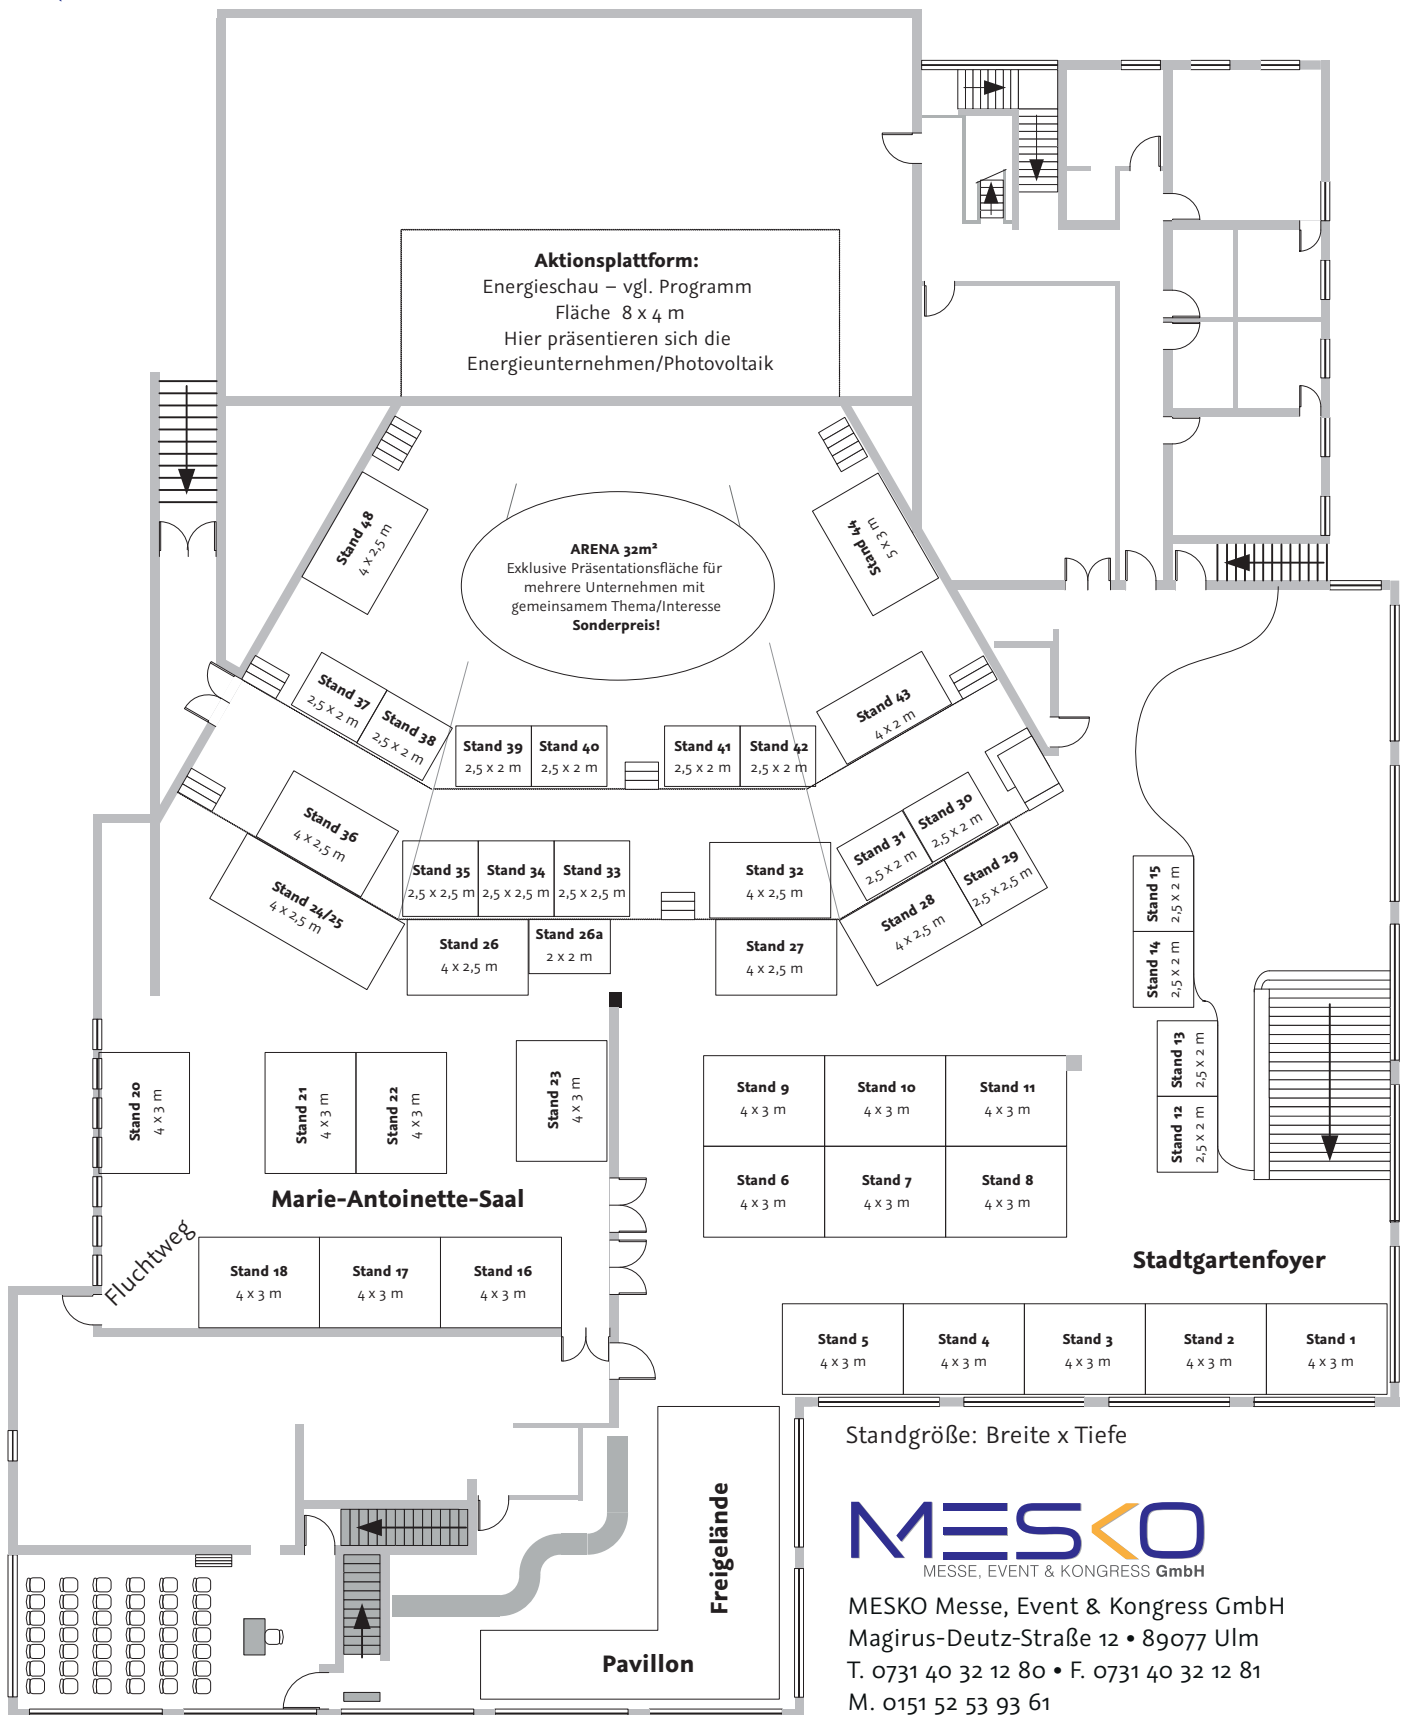 Aktionsplattform:
Energieschau – vgl. Programm
Fläche 8 x 4 m
Hier präsentieren sich die
Energieunternehmen/Photovoltaik
Stand 48
4 x 2,5 m
ARENA 32m²
Exklusive Präsentationsfläche für
mehrere Unternehmen mit
gemeinsamem Thema/Interesse
Sonderpreis!
Stand 44
5 x 3 m
Stand 37
2,5 x 2 m
Stand 38
2,5 x 2 m
Stand 39
2,5 x 2 m
Stand 40
2,5 x 2 m
Stand 41
2,5 x 2 m
Stand 42
2,5 x 2 m
Stand 43
4 x 2 m
Stand 36
4 x 2,5 m
Stand 24/25
4 x 2,5 m
Stand 35
2,5 x 2,5 m
Stand 34
2,5 x 2,5 m
Stand 33
2,5 x 2,5 m
Stand 32
4 x 2,5 m
Stand 31
2,5 x 2 m
Stand 30
2,5 x 2 m
Stand 26
4 x 2,5 m
Stand 26a
2 x 2 m
Stand 27
4 x 2,5 m
Stand 28
4 x 2,5 m
Stand 29
2,5 x 2,5 m
Stand 15
2,5 x 2 m
Stand 14
2,5 x 2 m
Stand 13
2,5 x 2 m
Stand 12
2,5 x 2 m
Stand 20
4 x 3 m
Stand 21
4 x 3 m
Stand 22
4 x 3 m
Stand 23
4 x 3 m
Stand 9
4 x 3 m
Stand 10
4 x 3 m
Stand 11
4 x 3 m
Stand 6
4 x 3 m
Stand 7
4 x 3 m
Stand 8
4 x 3 m
Marie-Antoinette-Saal
Fluchtweg
Stand 18
4 x 3 m
Stand 17
4 x 3 m
Stand 16
4 x 3 m
Stadtgartenfoyer
Stand 5
4 x 3 m
Stand 4
4 x 3 m
Stand 3
4 x 3 m
Stand 2
4 x 3 m
Stand 1
4 x 3 m
Standgröße: Breite x Tiefe
Freigelände
Pavillon
MESKO
MESSE, EVENT & KONGRESS GmbH
MESKO Messe, Event & Kongress GmbH
Magirus-Deutz-Straße 12 • 89077 Ulm
T. 0731 40 32 12 80 • F. 0731 40 32 12 81
M. 0151 52 53 93 61